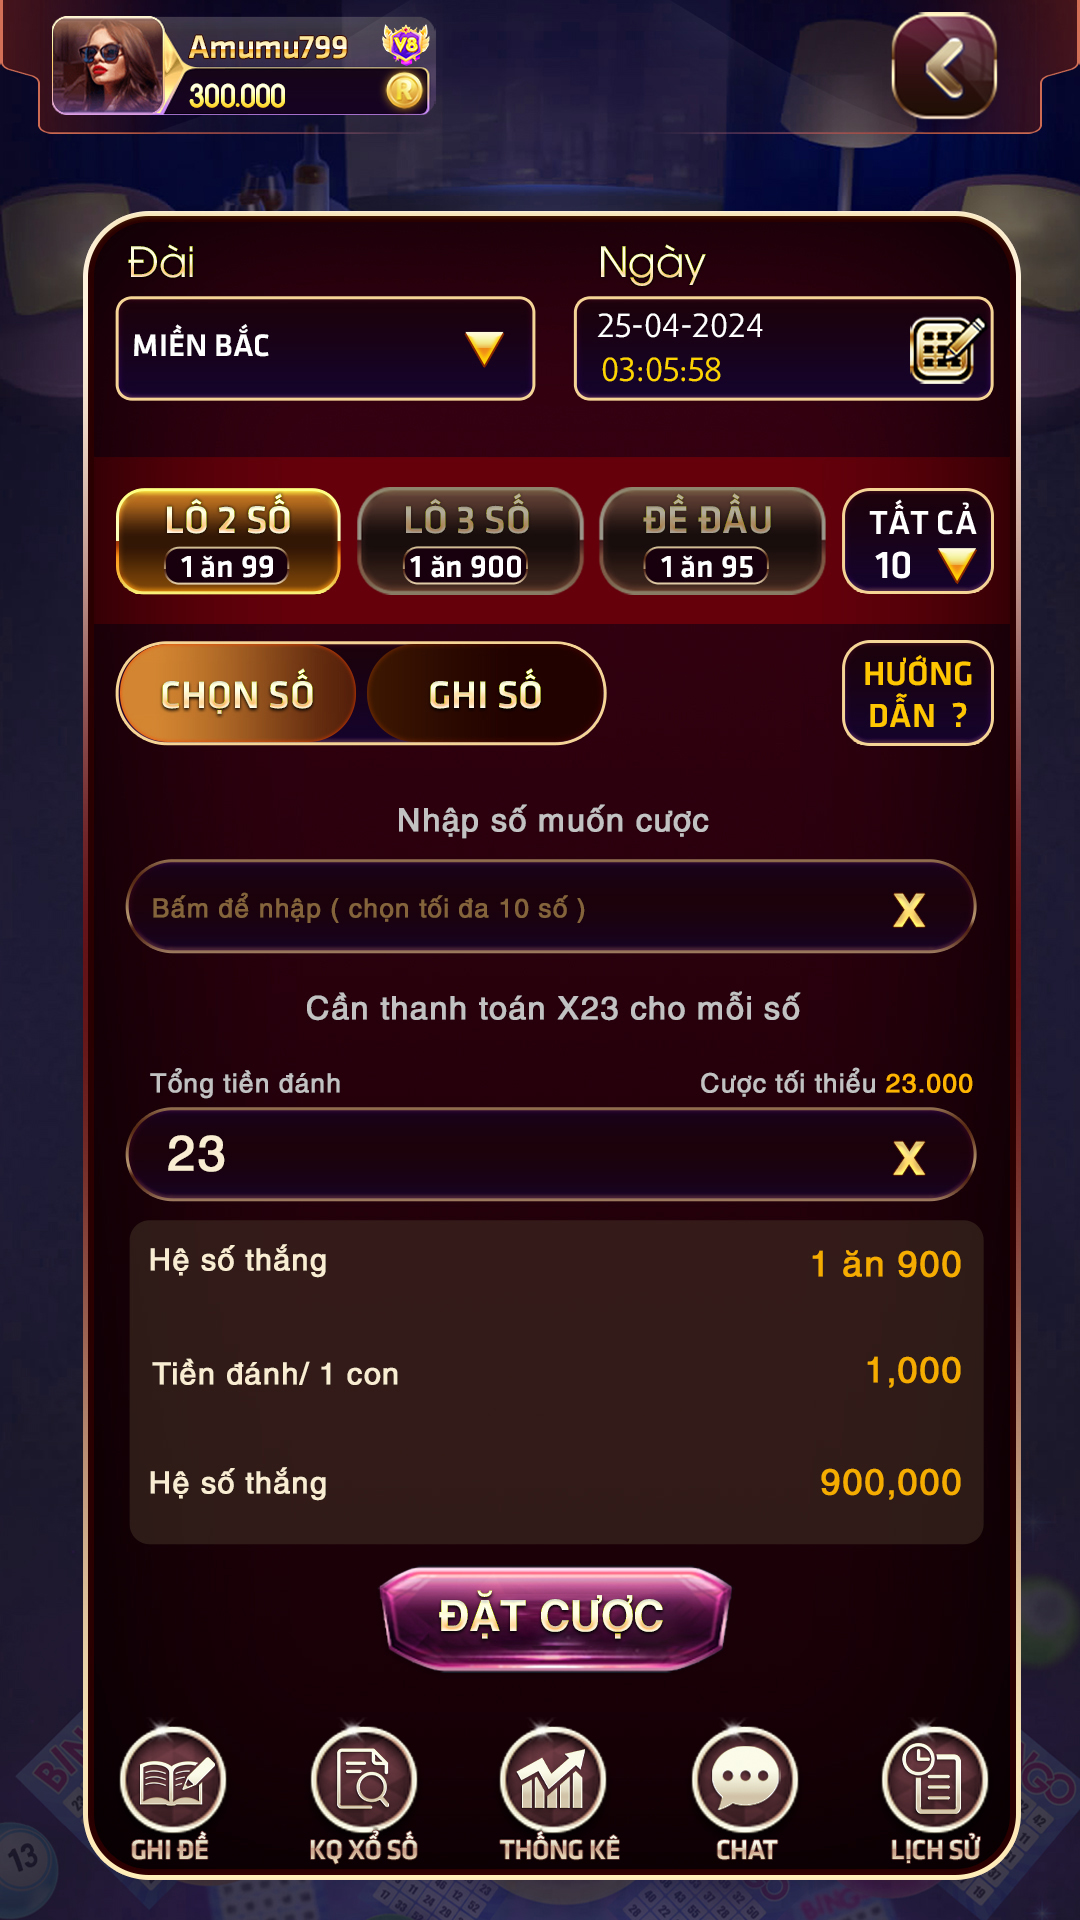 Amumu799
V8
300.000
R
Đài
Ngày
MIỀN BẮC
25-04-2024
03:05:58
LÔ 2 SỐ
1 ăn 99
LÔ 3 SỐ
1 ăn 900
ĐỀ ĐẦU
1 ăn 95
TẤT CẢ
10
CHỌN SỐ
GHI SỐ
HƯỚNG
DẪN ?
Nhập số muốn cược
Bấm để nhập ( chọn tối đa 10 số )
X
Cần thanh toán X23 cho mỗi số
Tổng tiền đánh
Cược tối thiểu 23.000
23
X
Hệ số thắng
1 ăn 900
Tiền đánh/ 1 con
1,000
Hệ số thắng
900,000
ĐẶT CƯỢC
GHI ĐỀ
KQ XỔ SỐ
THỐNG KÊ
CHAT
LỊCH SỬ
13